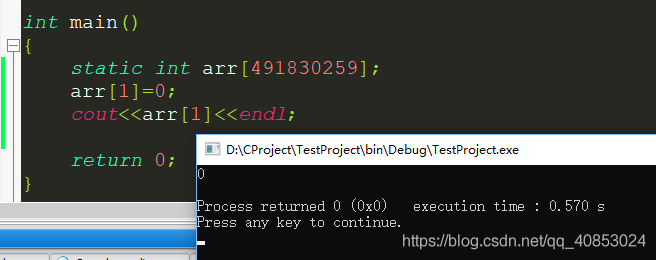 int main()
{
static int arr[491830259];
arr[1]=0;
cout<<arr[1]<<endl;
return 0;
}
D:\CProject\TestProject\bin\Debug\TestProject.exe
0
Process returned 0 (0x0)   execution time : 0.570 s
Press any key to continue.
https://blog.csdn.net/qq_40853024